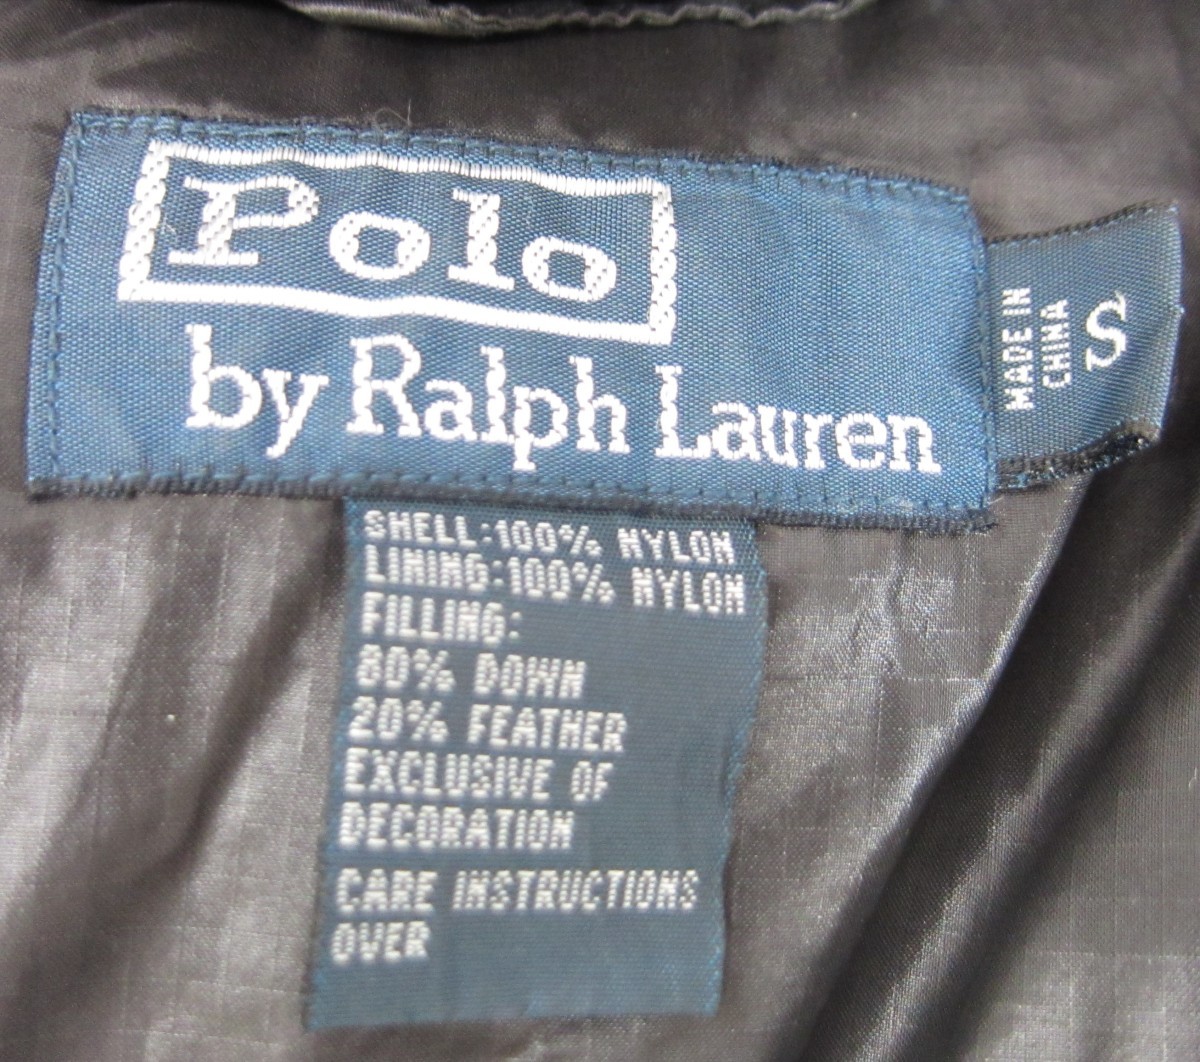 Polo
by Ralph Lauren
MADE IN
CHINA
S
SHELL:100% NYLON
LINING:100% NYLON
FILLING:
80% DOWN
20% FEATHER
EXCLUSIVE OF
DECORATION
CARE INSTRUCTIONS
OVER